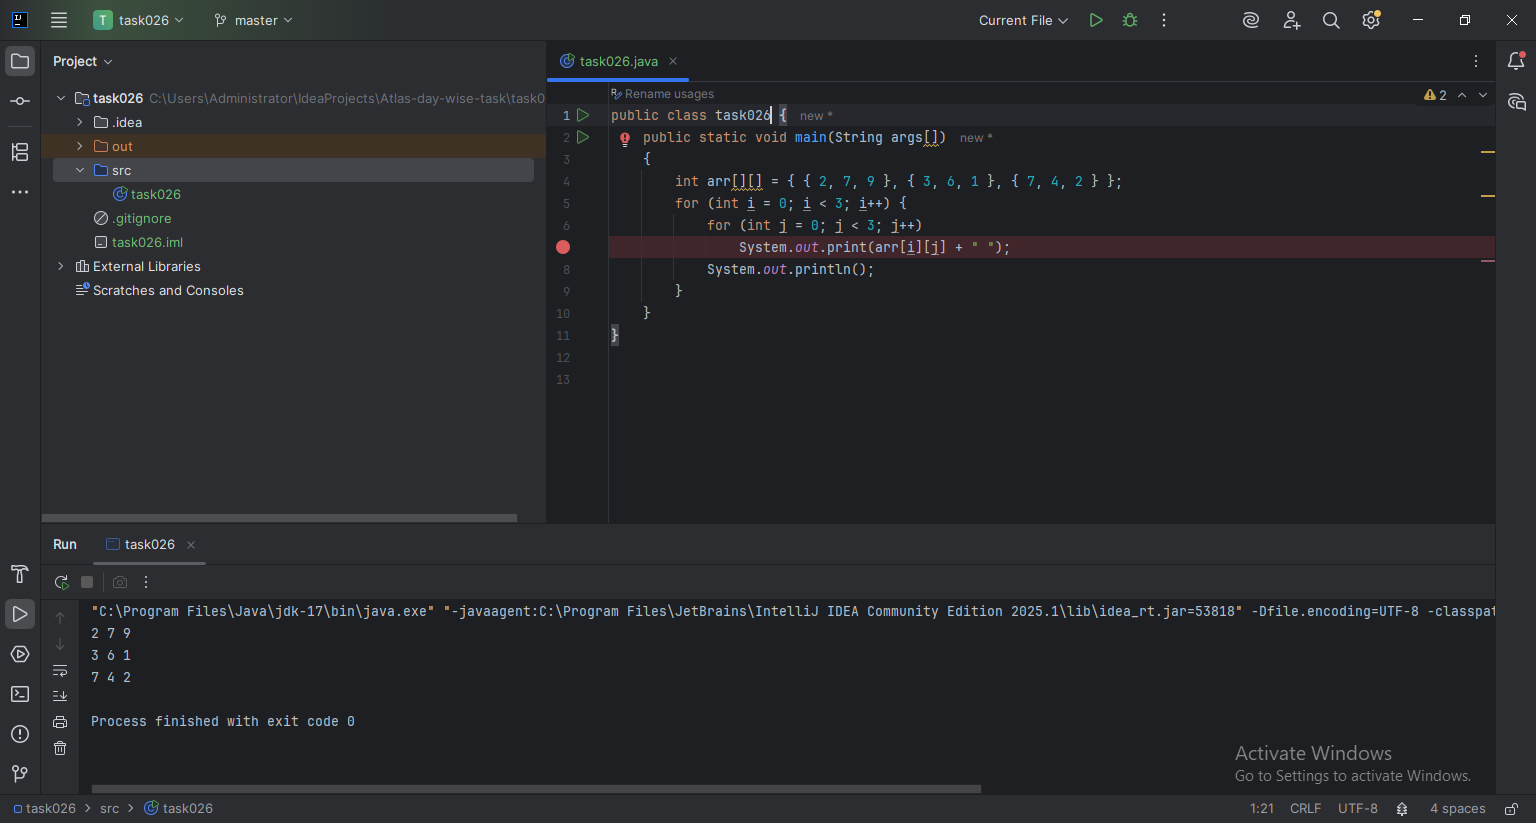 T task026 master Current File
Project
task026 C:\Users\Administrator\IdeaProjects\Atlas-day-wise-task\task0
.idea
out
src
task026
.gitignore
task026.iml
External Libraries
Scratches and Consoles
task026.java
Rename usages
2
1 public class task026 { new *
2 public static void main(String args[]) new *
3 {
4 int arr[][] = { { 2, 7, 9 }, { 3, 6, 1 }, { 7, 4, 2 } };
5 for (int i = 0; i < 3; i++) {
6 for (int j = 0; j < 3; j++)
System.out.print(arr[i][j] + " ");
8 System.out.println();
9 }
10 }
11 }
12
13
Run task026
"C:\Program Files\Java\jdk-17\bin\java.exe" "-javaagent:C:\Program Files\JetBrains\IntelliJ IDEA Community Edition 2025.1\lib\idea_rt.jar=53818" -Dfile.encoding=UTF-8 -classpat
2 7 9
3 6 1
7 4 2
Process finished with exit code 0
Activate Windows
Go to Settings to activate Windows.
task026 > src > task026 1:21 CRLF UTF-8 4 spaces